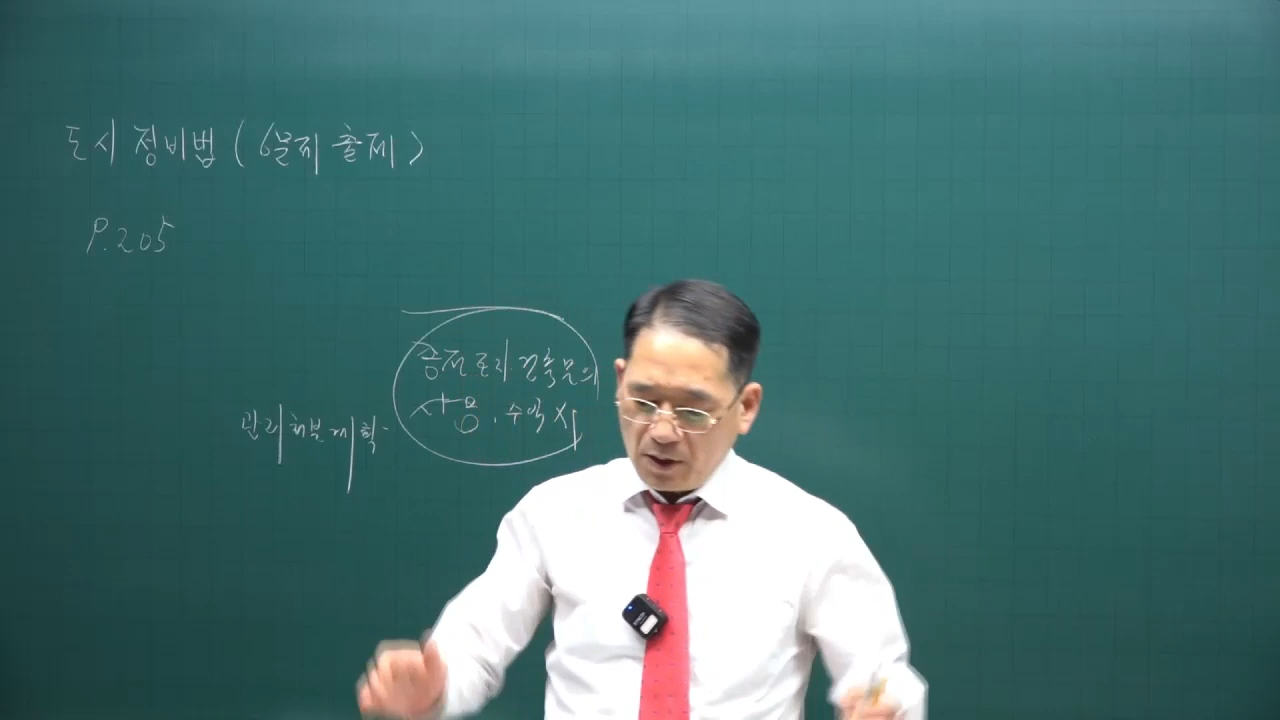 도시정비법 (6문제 출제)
P.205
종전토지 건축물의
사용·수익 X
관리처분계획 -